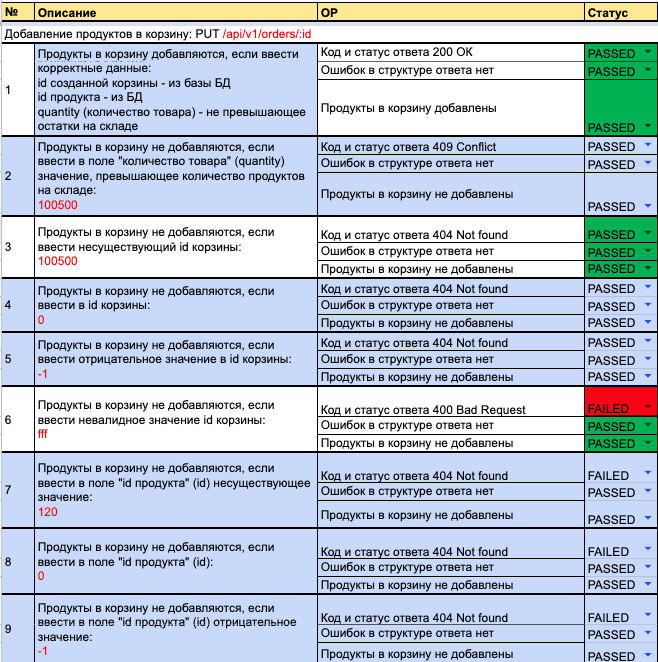 № Описание ОР Статус
Добавление продуктов в корзину: PUT /api/v1/orders/:id
1
Продукты в корзину добавляются, если ввести
корректные данные:
id созданной корзины - из базы БД
id продукта - из БД
quantity (количество товара) - не превышающее
остатки на складе
Код и статус ответа 200 ОК PASSED
Ошибок в структуре ответа нет PASSED
Продукты в корзину добавлены PASSED
2
Продукты в корзину не добавляются, если
ввести в поле "количество товара" (quantity)
значение, превышающее количество продуктов
на складе:
100500
Код и статус ответа 409 Conflict PASSED
Ошибок в структуре ответа нет PASSED
Продукты в корзину не добавлены PASSED
3
Продукты в корзину не добавляются, если
ввести несуществующий id корзины:
100500
Код и статус ответа 404 Not found PASSED
Ошибок в структуре ответа нет PASSED
Продукты в корзину не добавлены PASSED
4
Продукты в корзину не добавляются, если
ввести в id корзины:
0
Код и статус ответа 404 Not found PASSED
Ошибок в структуре ответа нет PASSED
Продукты в корзину не добавлены PASSED
5
Продукты в корзину не добавляются, если
ввести отрицательное значение в id корзины:
-1
Код и статус ответа 404 Not found PASSED
Ошибок в структуре ответа нет PASSED
Продукты в корзину не добавлены PASSED
6
Продукты в корзину не добавляются, если
ввести невалидное значение id корзины:
fff
Код и статус ответа 400 Bad Request FAILED
Ошибок в структуре ответа нет PASSED
Продукты в корзину не добавлены PASSED
7
Продукты в корзину не добавляются, если
ввести в поле "id продукта" (id) несуществующее
значение:
120
Код и статус ответа 404 Not found FAILED
Ошибок в структуре ответа нет PASSED
Продукты в корзину не добавлены PASSED
8
Продукты в корзину не добавляются, если
ввести в поле "id продукта" (id):
0
Код и статус ответа 404 Not found FAILED
Ошибок в структуре ответа нет PASSED
Продукты в корзину не добавлены PASSED
9
Продукты в корзину не добавляются, если
ввести в поле "id продукта" (id) отрицательное
значение:
-1
Код и статус ответа 404 Not found FAILED
Ошибок в структуре ответа нет PASSED
Продукты в корзину не добавлены PASSED